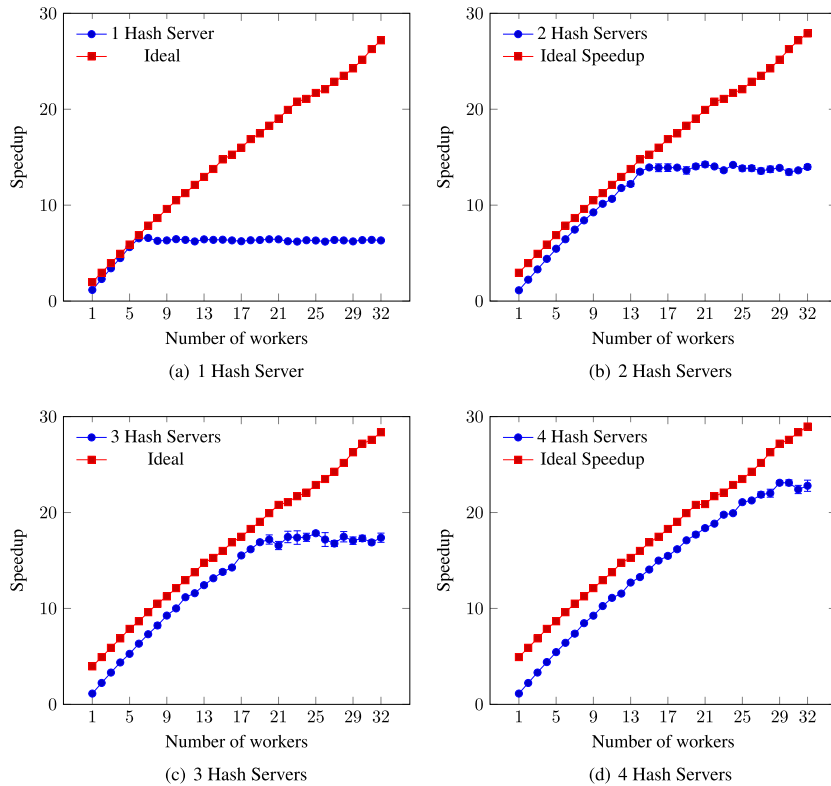 1 Hash Server
Ideal
30
20
10
0
Speedup
1 5 9 13 17 21 25 29 32
Number of workers
(a) 1 Hash Server
2 Hash Servers
Ideal Speedup
30
20
10
0
Speedup
1 5 9 13 17 21 25 29 32
Number of workers
(b) 2 Hash Servers
3 Hash Servers
Ideal
30
20
10
0
Speedup
1 5 9 13 17 21 25 29 32
Number of workers
(c) 3 Hash Servers
4 Hash Servers
Ideal Speedup
30
20
10
0
Speedup
1 5 9 13 17 21 25 29 32
Number of workers
(d) 4 Hash Servers